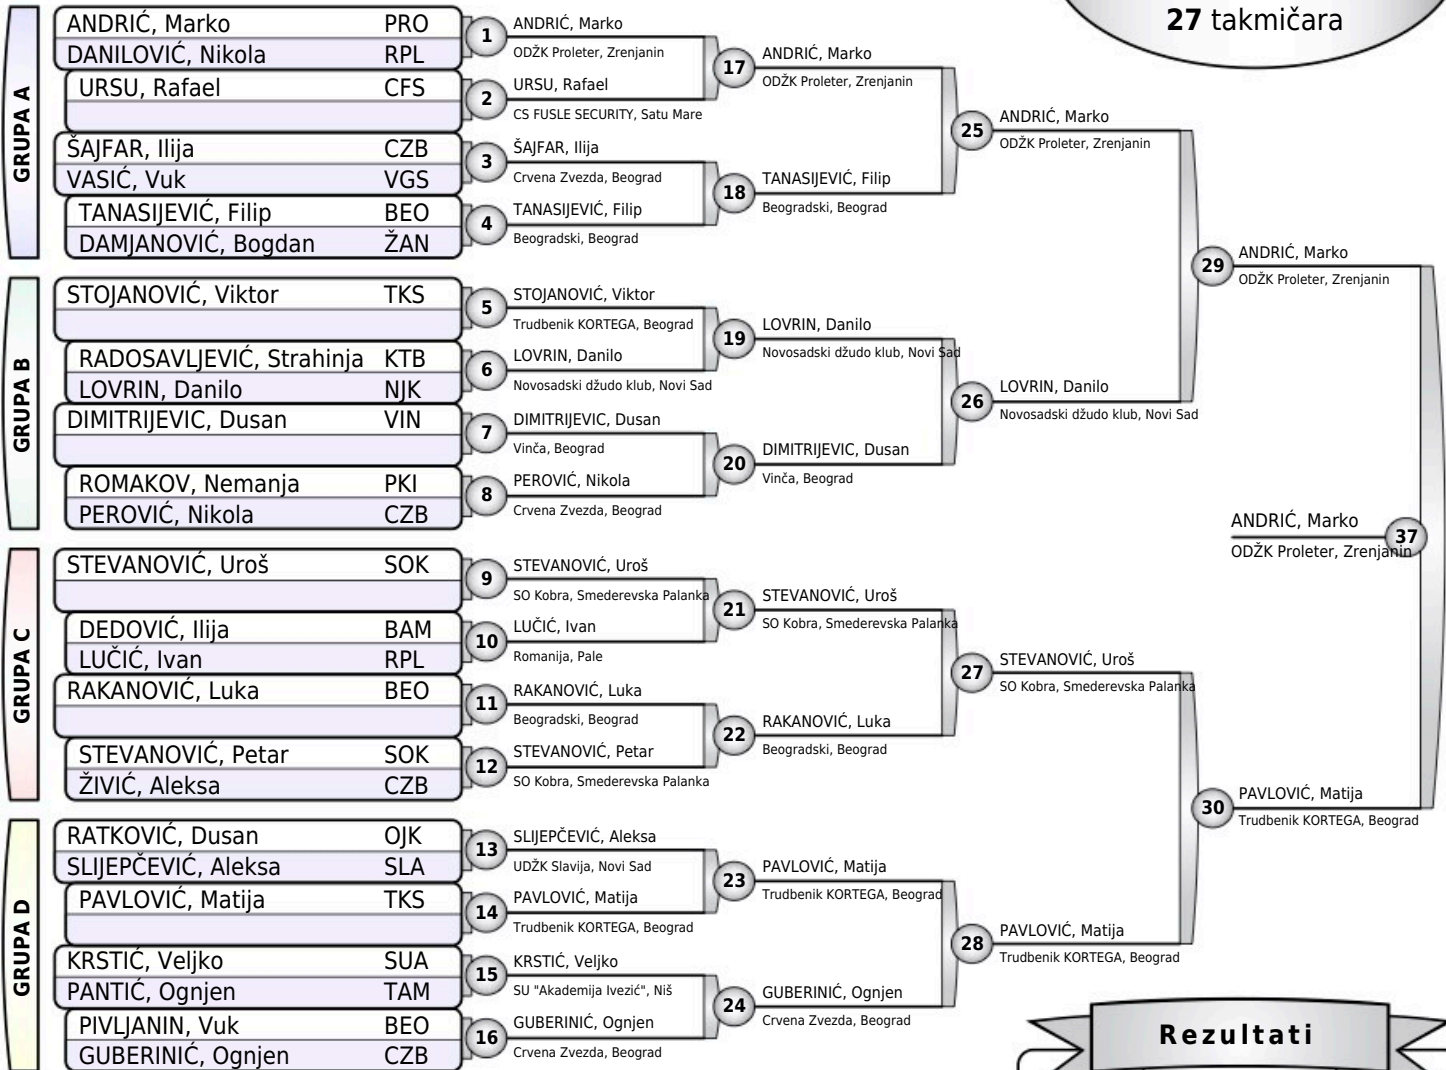 27 takmičara
GRUPA A
ANDRIĆ, Marko PRO
DANILOVIĆ, Nikola RPL
URSU, Rafael CFS
ŠAJFAR, Ilija CZB
VASIĆ, Vuk VGS
TANASIJEVIĆ, Filip BEO
DAMJANOVIĆ, Bogdan ŽAN
GRUPA B
STOJANOVIĆ, Viktor TKS
RADOSAVLJEVIĆ, Strahinja KTB
LOVRIN, Danilo NJK
DIMITRIJEVIC, Dusan VIN
ROMAKOV, Nemanja PKI
PEROVIĆ, Nikola CZB
GRUPA C
STEVANOVIĆ, Uroš SOK
DEDOVIĆ, Ilija BAM
LUČIĆ, Ivan RPL
RAKANOVIĆ, Luka BEO
STEVANOVIĆ, Petar SOK
ŽIVIĆ, Aleksa CZB
GRUPA D
RATKOVIĆ, Dusan OJK
SLIJEPČEVIĆ, Aleksa SLA
PAVLOVIĆ, Matija TKS
KRSTIĆ, Veljko SUA
PANTIĆ, Ognjen TAM
PIVLJANIN, Vuk BEO
GUBERINIĆ, Ognjen CZB
1 ANDRIĆ, Marko
ODŽK Proleter, Zrenjanin
2 URSU, Rafael
CS FUSLE SECURITY, Satu Mare
3 ŠAJFAR, Ilija
Crvena Zvezda, Beograd
4 TANASIJEVIĆ, Filip
Beogradski, Beograd
5 STOJANOVIĆ, Viktor
Trudbenik KORTEGA, Beograd
6 LOVRIN, Danilo
Novosadski džudo klub, Novi Sad
7 DIMITRIJEVIC, Dusan
Vinča, Beograd
8 PEROVIĆ, Nikola
Crvena Zvezda, Beograd
9 STEVANOVIĆ, Uroš
SO Kobra, Smederevska Palanka
10 LUČIĆ, Ivan
Romanija, Pale
11 RAKANOVIĆ, Luka
Beogradski, Beograd
12 STEVANOVIĆ, Petar
SO Kobra, Smederevska Palanka
13 SLIJEPČEVIĆ, Aleksa
UDŽK Slavija, Novi Sad
14 PAVLOVIĆ, Matija
Trudbenik KORTEGA, Beograd
15 KRSTIĆ, Veljko
SU "Akademija Ivezić", Niš
16 GUBERINIĆ, Ognjen
Crvena Zvezda, Beograd
17 ANDRIĆ, Marko
ODŽK Proleter, Zrenjanin
18 TANASIJEVIĆ, Filip
Beogradski, Beograd
19 LOVRIN, Danilo
Novosadski džudo klub, Novi Sad
20 DIMITRIJEVIC, Dusan
Vinča, Beograd
21 STEVANOVIĆ, Uroš
SO Kobra, Smederevska Palanka
22 RAKANOVIĆ, Luka
Beogradski, Beograd
23 PAVLOVIĆ, Matija
Trudbenik KORTEGA, Beograd
24 GUBERINIĆ, Ognjen
Crvena Zvezda, Beograd
25 ANDRIĆ, Marko
ODŽK Proleter, Zrenjanin
26 LOVRIN, Danilo
Novosadski džudo klub, Novi Sad
27 STEVANOVIĆ, Uroš
SO Kobra, Smederevska Palanka
28 PAVLOVIĆ, Matija
Trudbenik KORTEGA, Beograd
29 ANDRIĆ, Marko
ODŽK Proleter, Zrenjanin
30 PAVLOVIĆ, Matija
Trudbenik KORTEGA, Beograd
ANDRIĆ, Marko 37
ODŽK Proleter, Zrenjanin
Rezultati